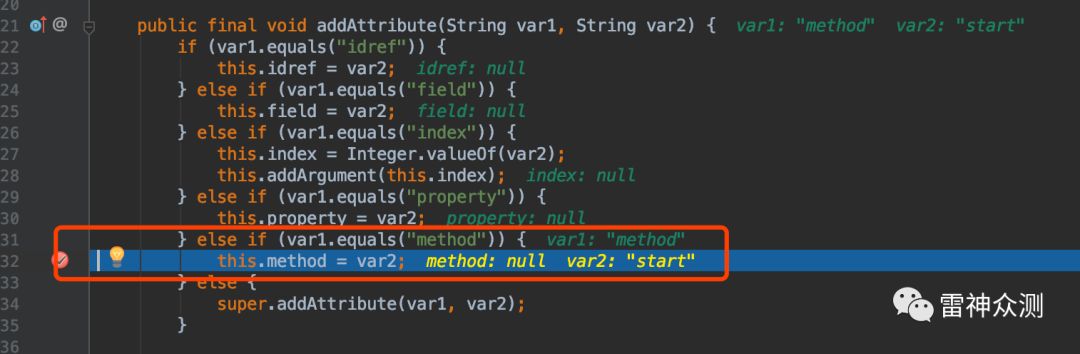 20
21 public final void addAttribute(String var1, String var2) { var1: "method" var2: "start"
22 if (var1.equals("idref")) {
23 this.idref = var2; idref: null
24 } else if (var1.equals("field")) {
25 this.field = var2; field: null
26 } else if (var1.equals("index")) {
27 this.index = Integer.valueOf(var2);
28 this.addArgument(this.index); index: null
29 } else if (var1.equals("property")) {
30 this.property = var2; property: null
31 } else if (var1.equals("method")) { var1: "method"
32 this.method = var2; method: null var2: "start"
33 } else {
34 super.addAttribute(var1, var2);
35 }
雷神众测